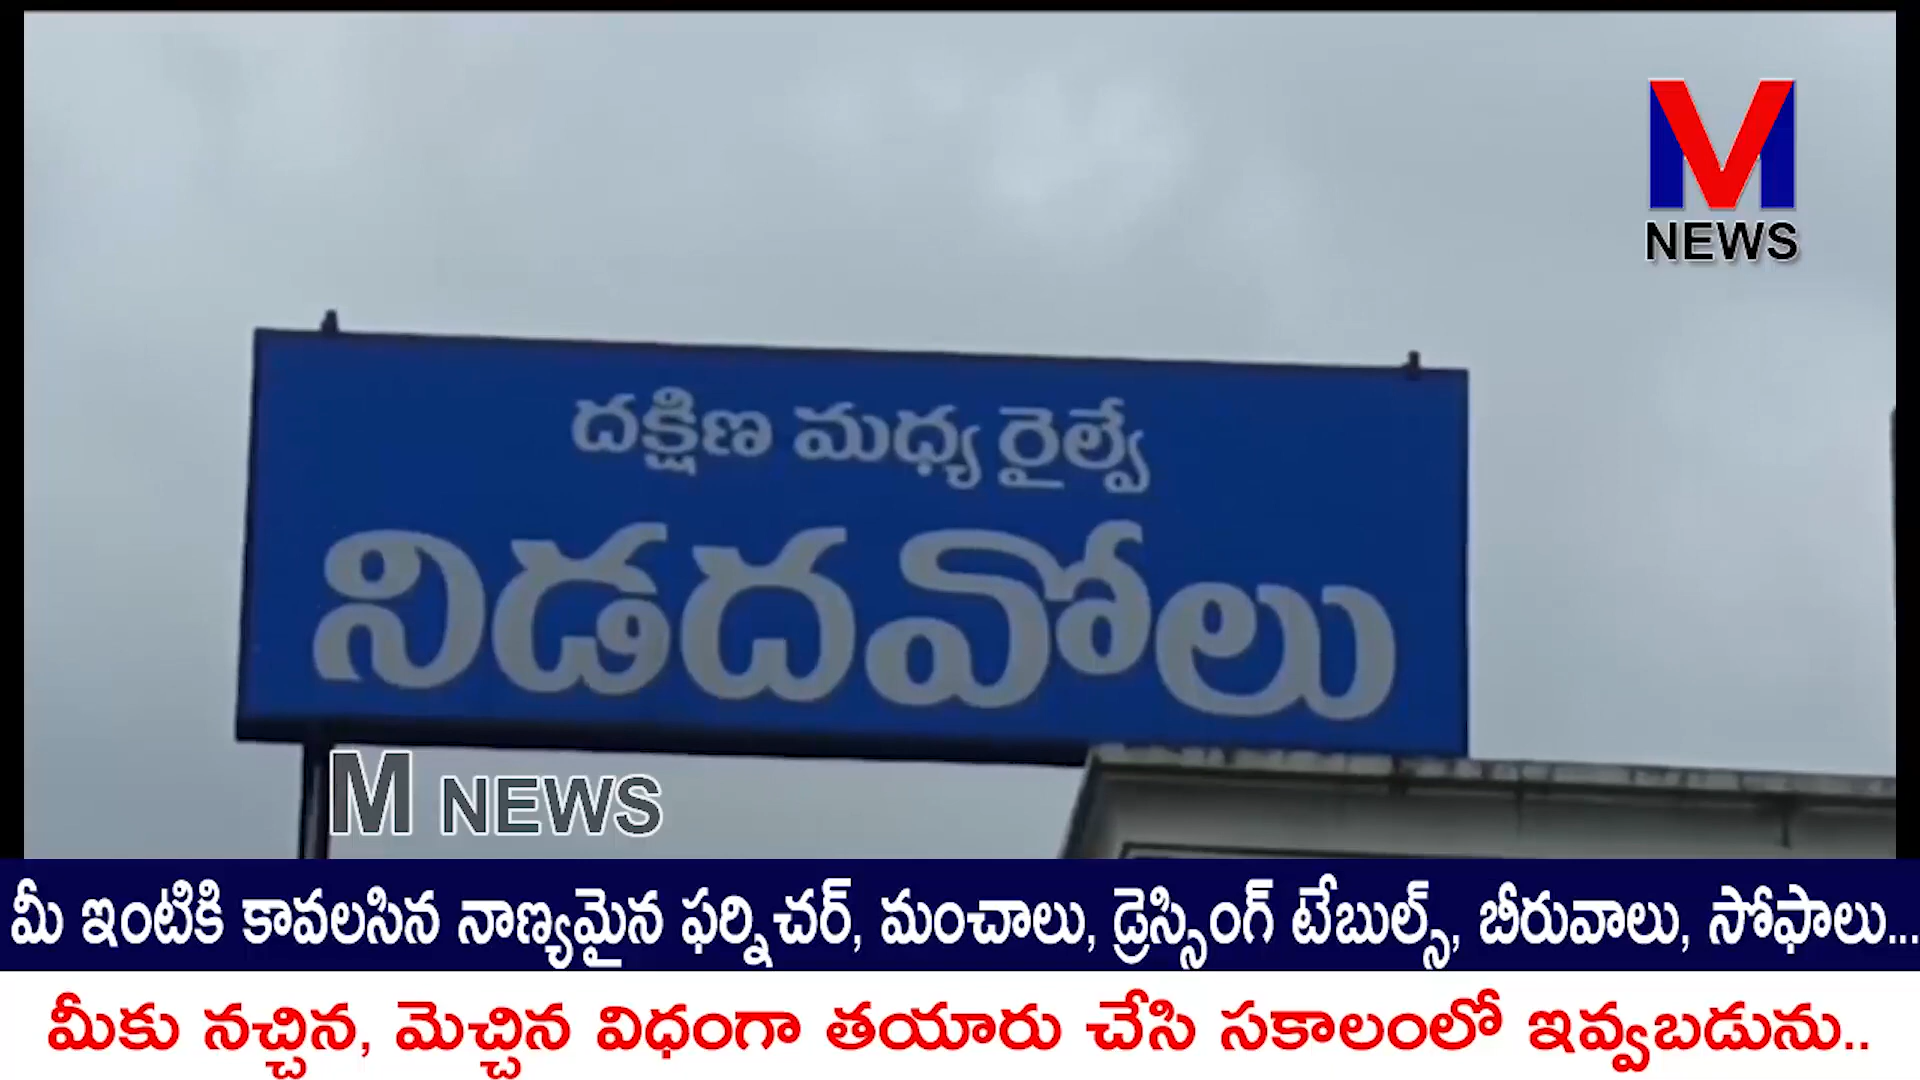 M
NEWS
దక్షిణ మధ్య రైల్వే
నిడదవోలు
M NEWS
మీ ఇంటికి కావలసిన నాణ్యమైన ఫర్నిచర్, మంచాలు, డ్రెస్సింగ్ టేబుల్స్, బీరువాలు, సోఫాలు...
మీకు నచ్చిన, మెచ్చిన విధంగా తయారు చేసి సకాలంలో ఇవ్వబడును..